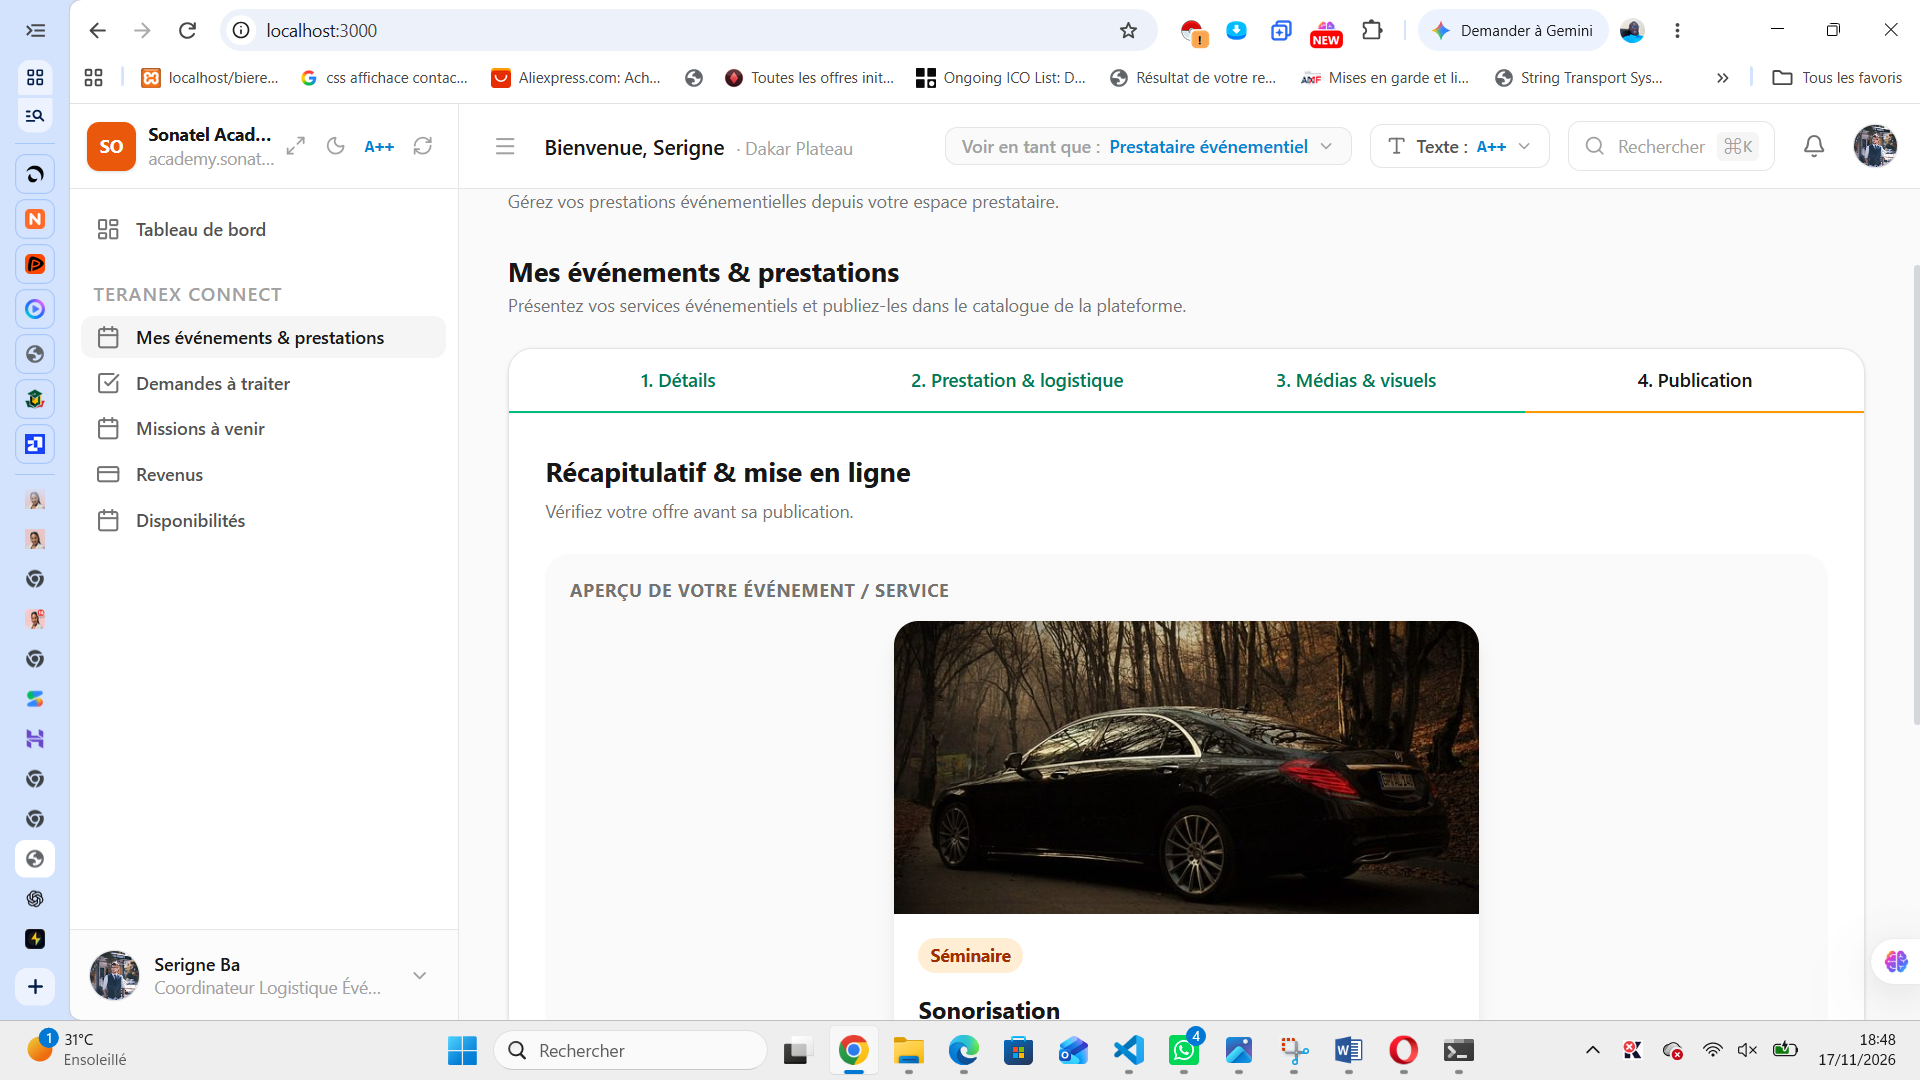 localhost:3000
Demander à Gemini
NEW
localhost/biere...
css affichace contac...
Aliexpress.com: Ach...
Toutes les offres init...
Ongoing ICO List: D...
Résultat de votre re...
Mises en garde et li...
String Transport Sys...
Tous les favoris
SO
Sonatel Acad...
academy.sonat...
A++
Bienvenue, Serigne · Dakar Plateau
Voir en tant que : Prestataire événementiel
Texte : A++
Rechercher ⌘K
Tableau de bord
TERANEX CONNECT
Mes événements & prestations
Demandes à traiter
Missions à venir
Revenus
Disponibilités
Serigne Ba
Coordinateur Logistique Évé...
Gérez vos prestations événementielles depuis votre espace prestataire.
Mes événements & prestations
Présentez vos services événementiels et publiez-les dans le catalogue de la plateforme.
1. Détails
2. Prestation & logistique
3. Médias & visuels
4. Publication
Récapitulatif & mise en ligne
Vérifiez votre offre avant sa publication.
APERÇU DE VOTRE ÉVÉNEMENT / SERVICE
Séminaire
Sonorisation
1
31°C
Ensoleillé
Rechercher
4
18:48
17/11/2026